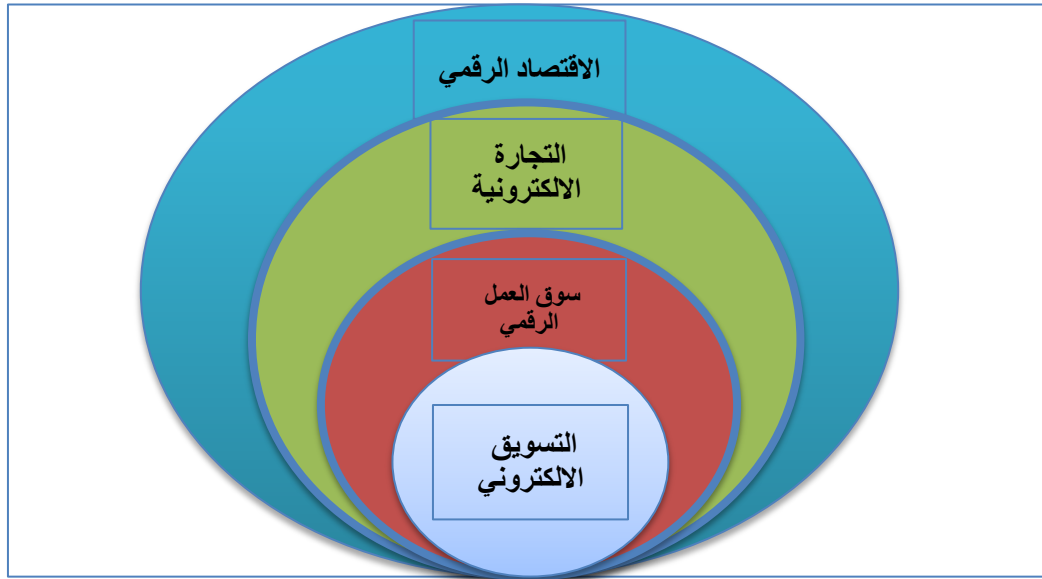 الاقتصاد الرقمي
التجارة
الالكترونية
سوق العمل
الرقمي
التسويق
الالكتروني